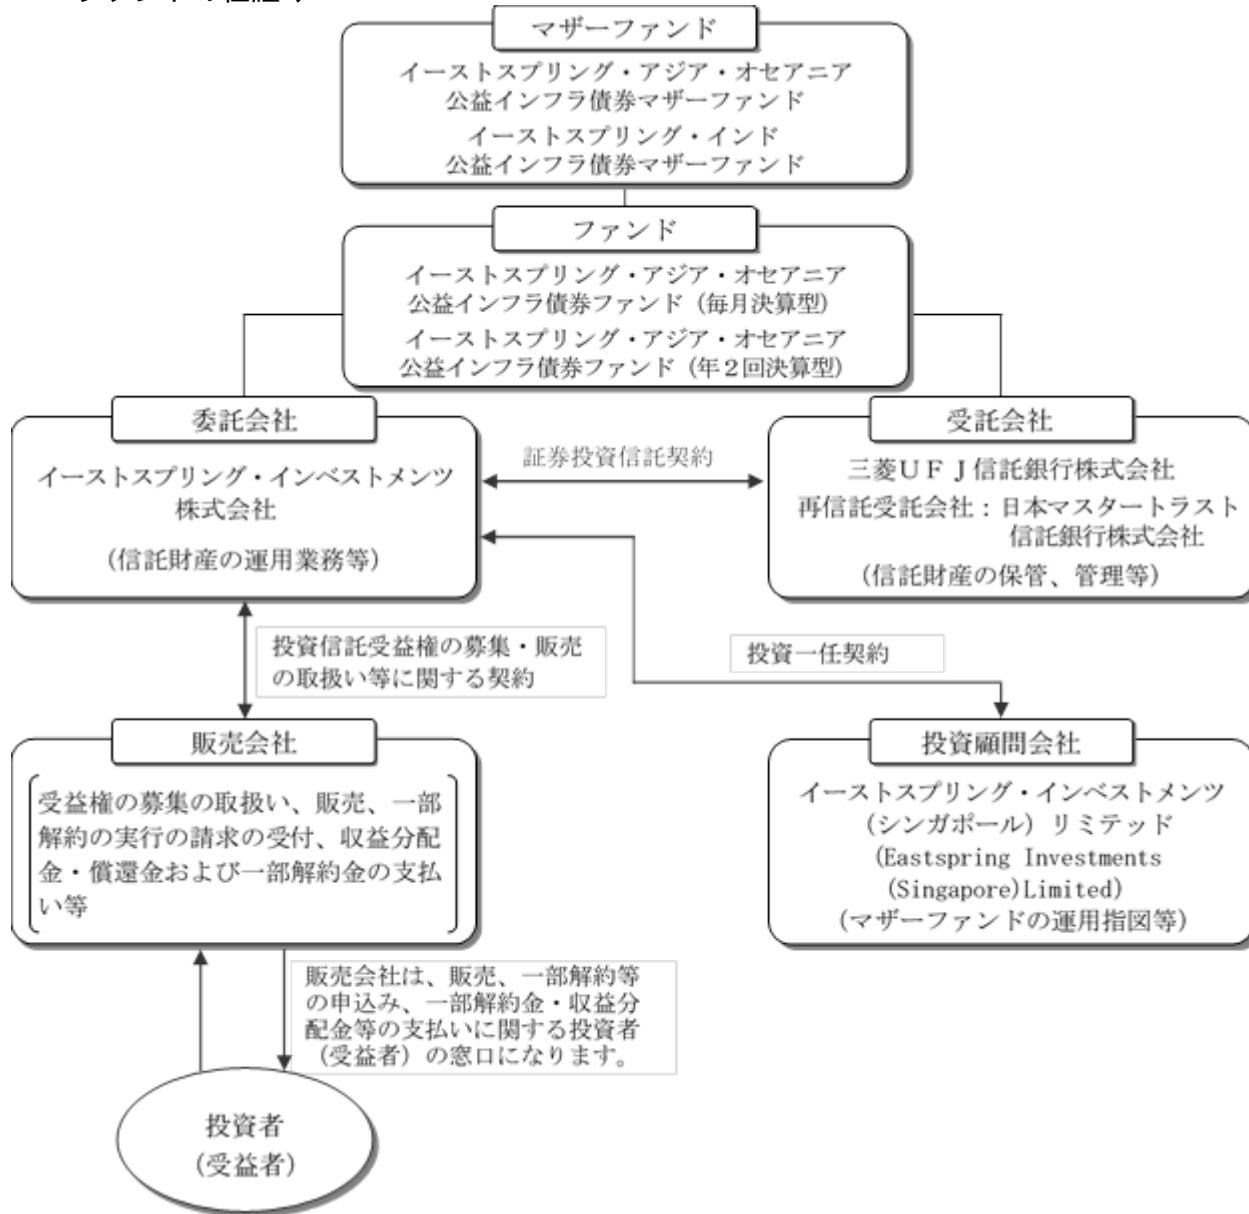 マザーファンド
イーストスプリング・アジア・オセアニア
公益インフラ債券マザーファンド
イーストスプリング・インド
公益インフラ債券マザーファンド
ファンド
イーストスプリング・アジア・オセアニア
公益インフラ債券ファンド（毎月決算型）
イーストスプリング・アジア・オセアニア
公益インフラ債券ファンド（年２回決算型）
委託会社
イーストスプリング・インベストメンツ
株式会社
（信託財産の運用業務等）
証券投資信託契約
受託会社
三菱ＵＦＪ信託銀行株式会社
再信託受託会社：日本マスタートラスト
信託銀行株式会社
（信託財産の保管、管理等）
投資信託受益権の募集・販売
の取扱い等に関する契約
投資一任契約
販売会社
受益権の募集の取扱い、販売、一部
解約の実行の請求の受付、収益分配
金・償還金および一部解約金の支払
い等
投資顧問会社
イーストスプリング・インベストメンツ
（シンガポール）リミテッド
(Eastspring Investments
(Singapore)Limited)
（マザーファンドの運用指図等）
販売会社は、販売、一部解約等
の申込み、一部解約金・収益分
配金等の支払いに関する投資者
（受益者）の窓口になります。
投資者
（受益者）